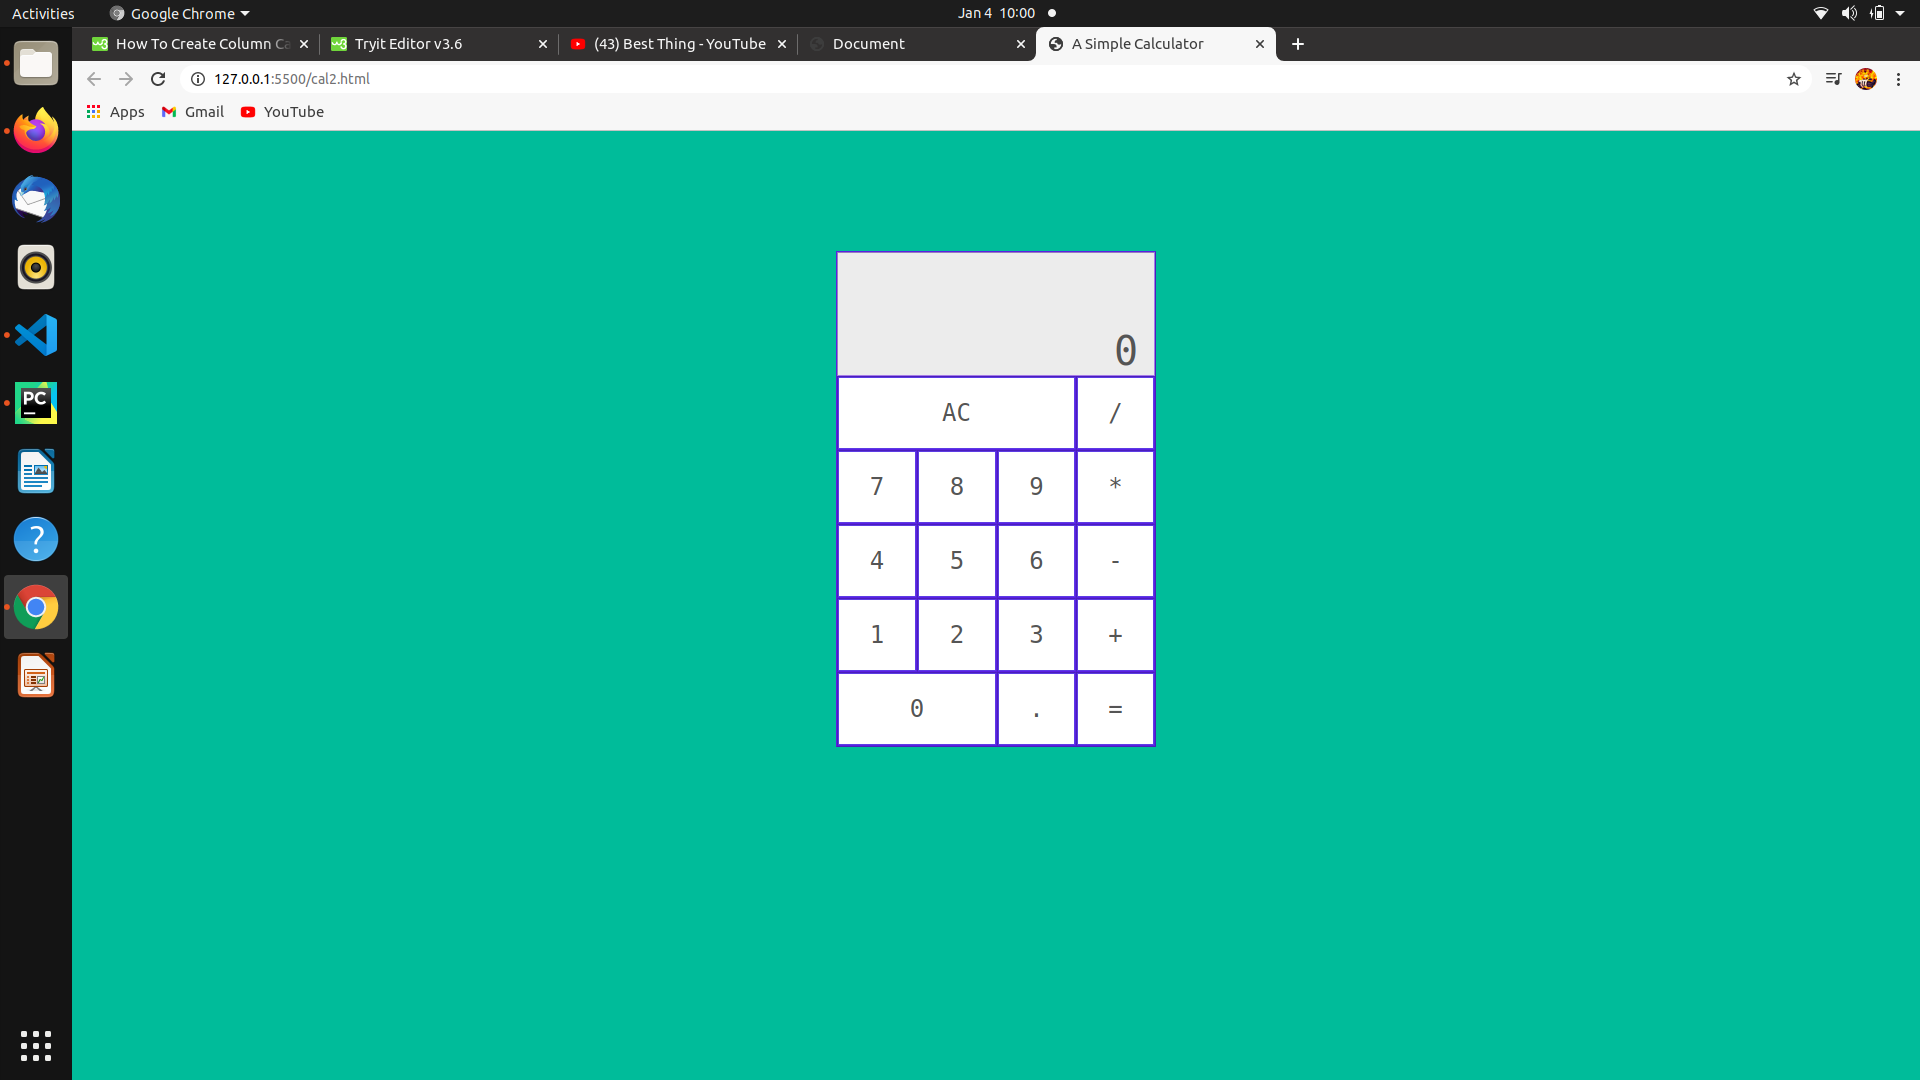 Activities Google Chrome Jan 4 10:00
How To Create Column Ca Tryit Editor v3.6 (43) Best Thing - YouTube Document A Simple Calculator
127.0.0.1:5500/cal2.html
Apps Gmail YouTube
0
AC /
7 8 9 *
4 5 6 -
1 2 3 +
0 . =
PC